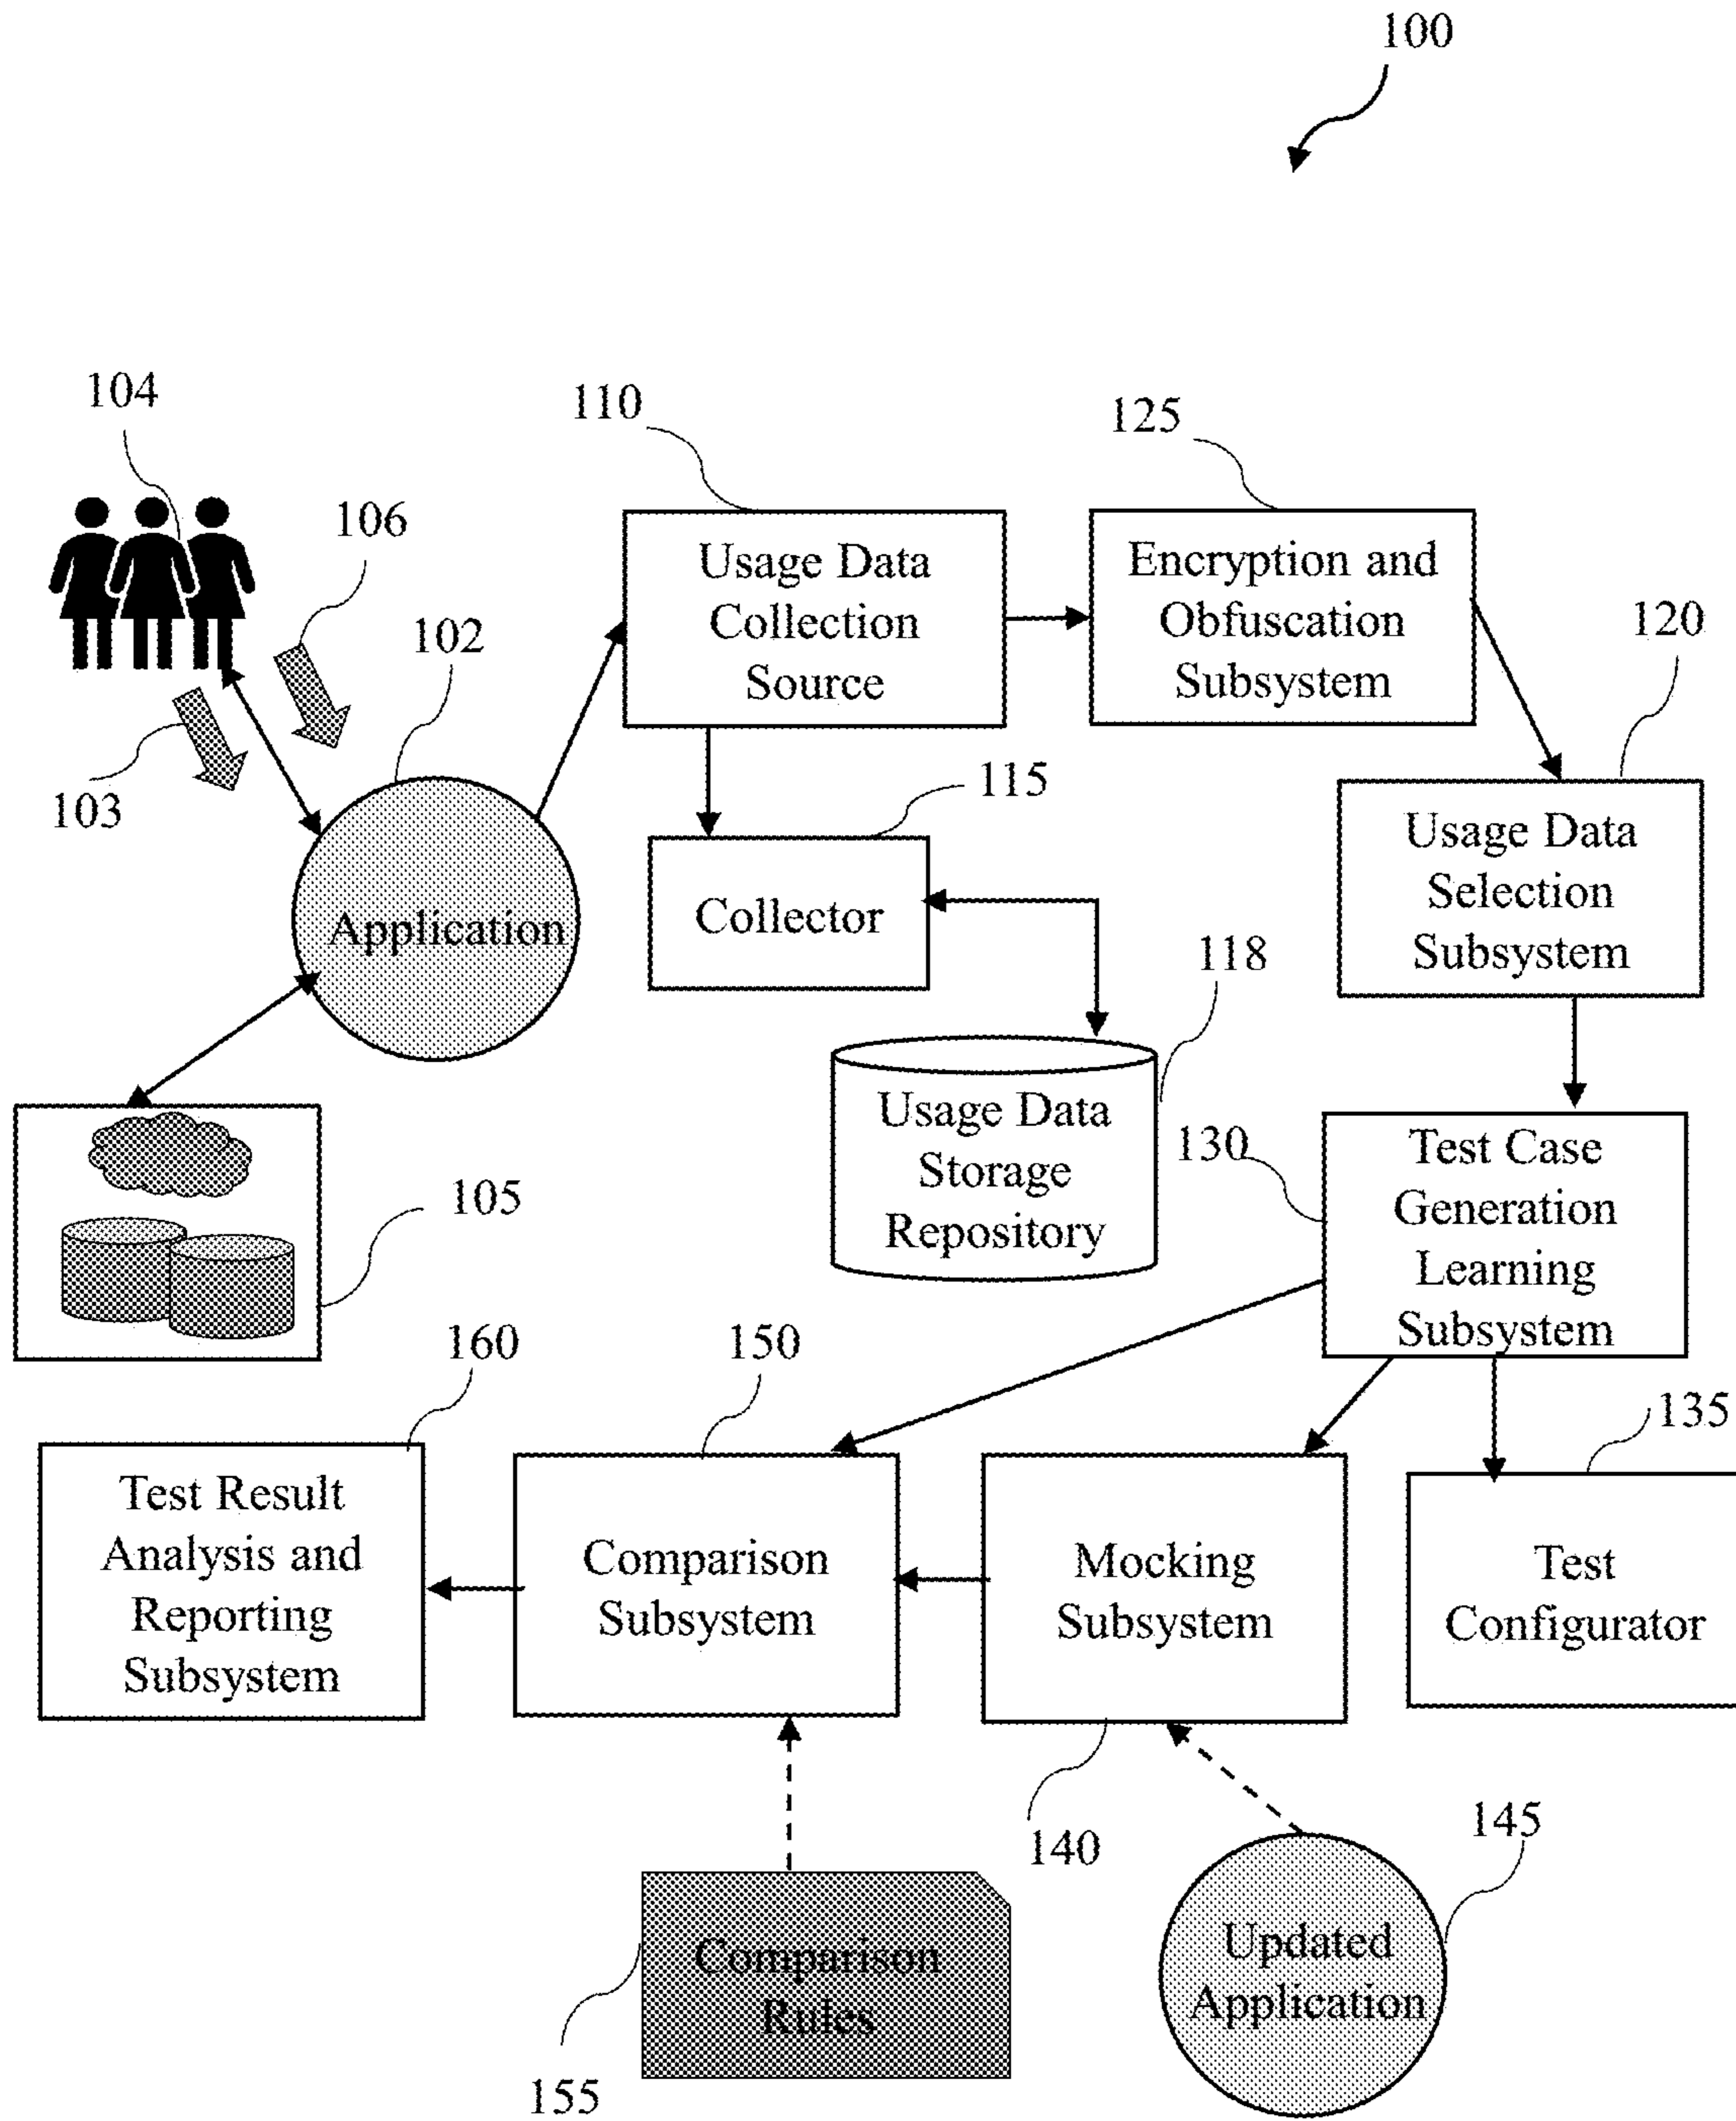 100
104
110
125
106
Usage Data
Collection
Source
Encryption and
Obfuscation
Subsystem
102
120
103
115
Application
Collector
Usage Data
Selection
Subsystem
118
Usage Data
Storage
Repository
130
Test Case
Generation
Learning
Subsystem
105
160
150
135
Test Result
Analysis and
Reporting
Subsystem
Comparison
Subsystem
Mocking
Subsystem
Test
Configurator
140
145
Comparison
Rules
Updated
Application
155